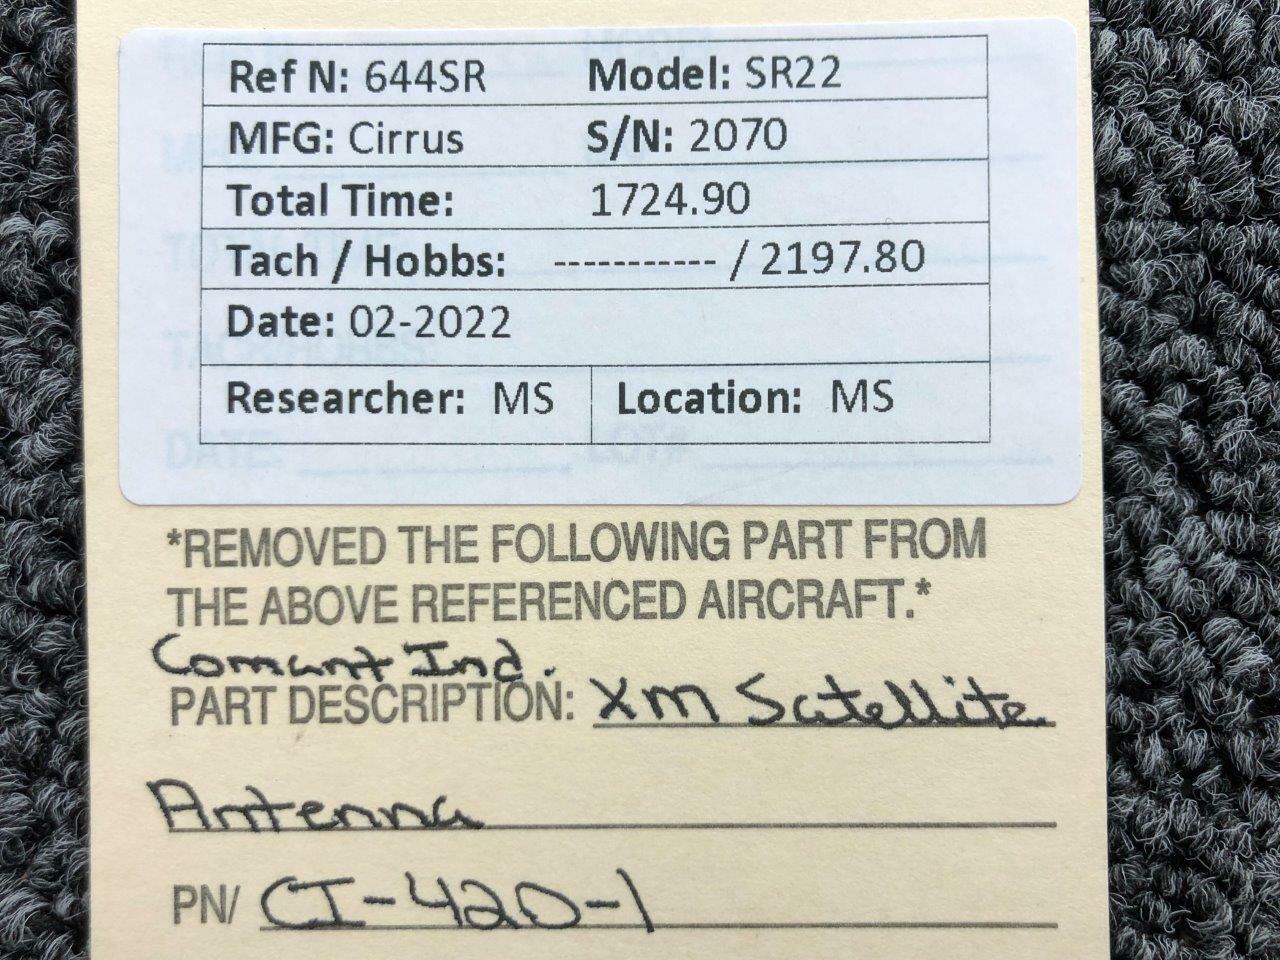 Ref N: 644SR Model: SR22
MFG: Cirrus S/N: 2070
Total Time: 1724.90
Tach / Hobbs: ----------- / 2197.80
Date: 02-2022
Researcher: MS Location: MS
DATE: LOT#
*REMOVED THE FOLLOWING PART FROM
THE ABOVE REFERENCED AIRCRAFT.*
Comant Ind.
PART DESCRIPTION: XM Satellite
Antenna
PN/ CI-420-1